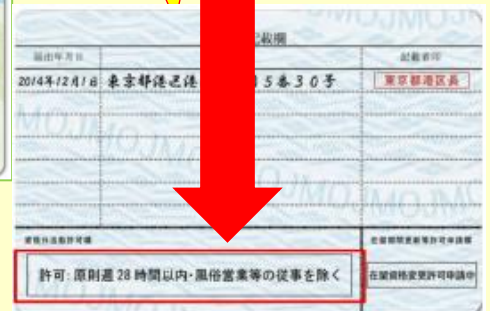 記載欄
届出年月日
記載者印
2014年12月1日 東京都港区港 5番30号
東京都港区長
資格外活動許可欄
在留期間更新等許可申請欄
許可:原則週28時間以内・風俗営業等の従事を除く
在留資格変更許可申請中
MOJ